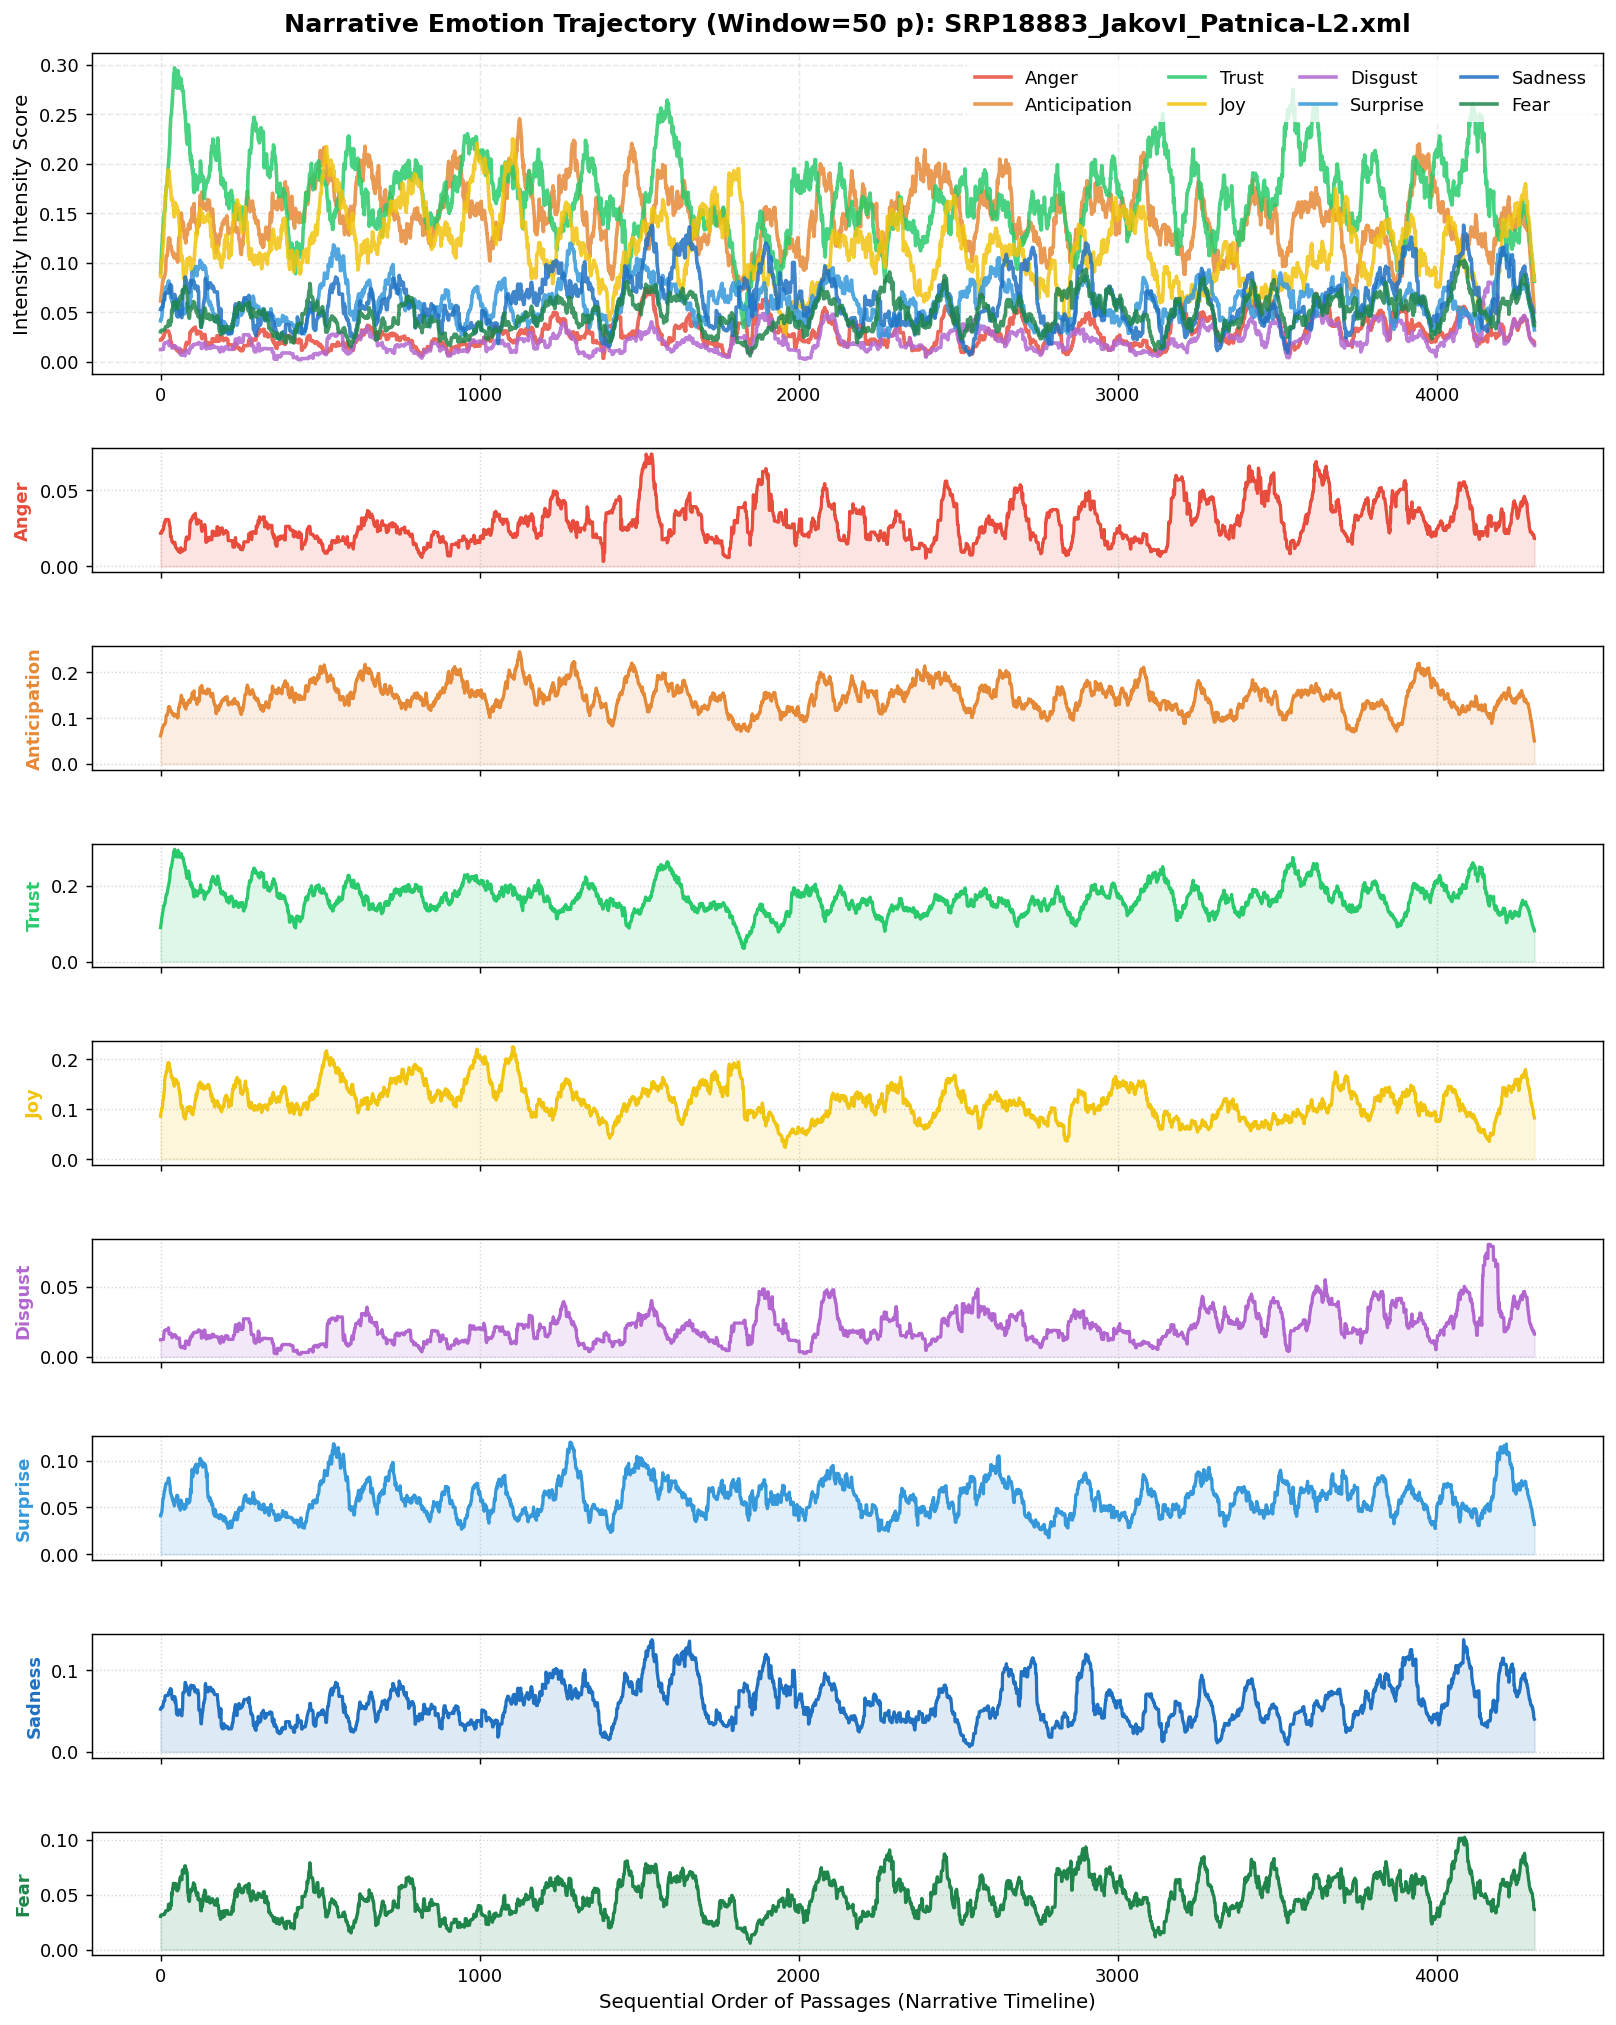 Narrative Emotion Trajectory (Window=50 p): SRP18883_JakovI_Patnica-L2.xml
Intensity Intensity Score
0.30
0.25
0.20
0.15
0.10
0.05
0.00
Anger Trust Disgust Sadness
Anticipation Joy Surprise Fear
0 1000 2000 3000 4000
Anger
0.05
0.00
Anticipation
0.2
0.1
0.0
Trust
0.2
0.0
Joy
0.2
0.1
0.0
Disgust
0.05
0.00
Surprise
0.10
0.05
0.00
Sadness
0.1
0.0
Fear
0.10
0.05
0.00
0 1000 2000 3000 4000
Sequential Order of Passages (Narrative Timeline)